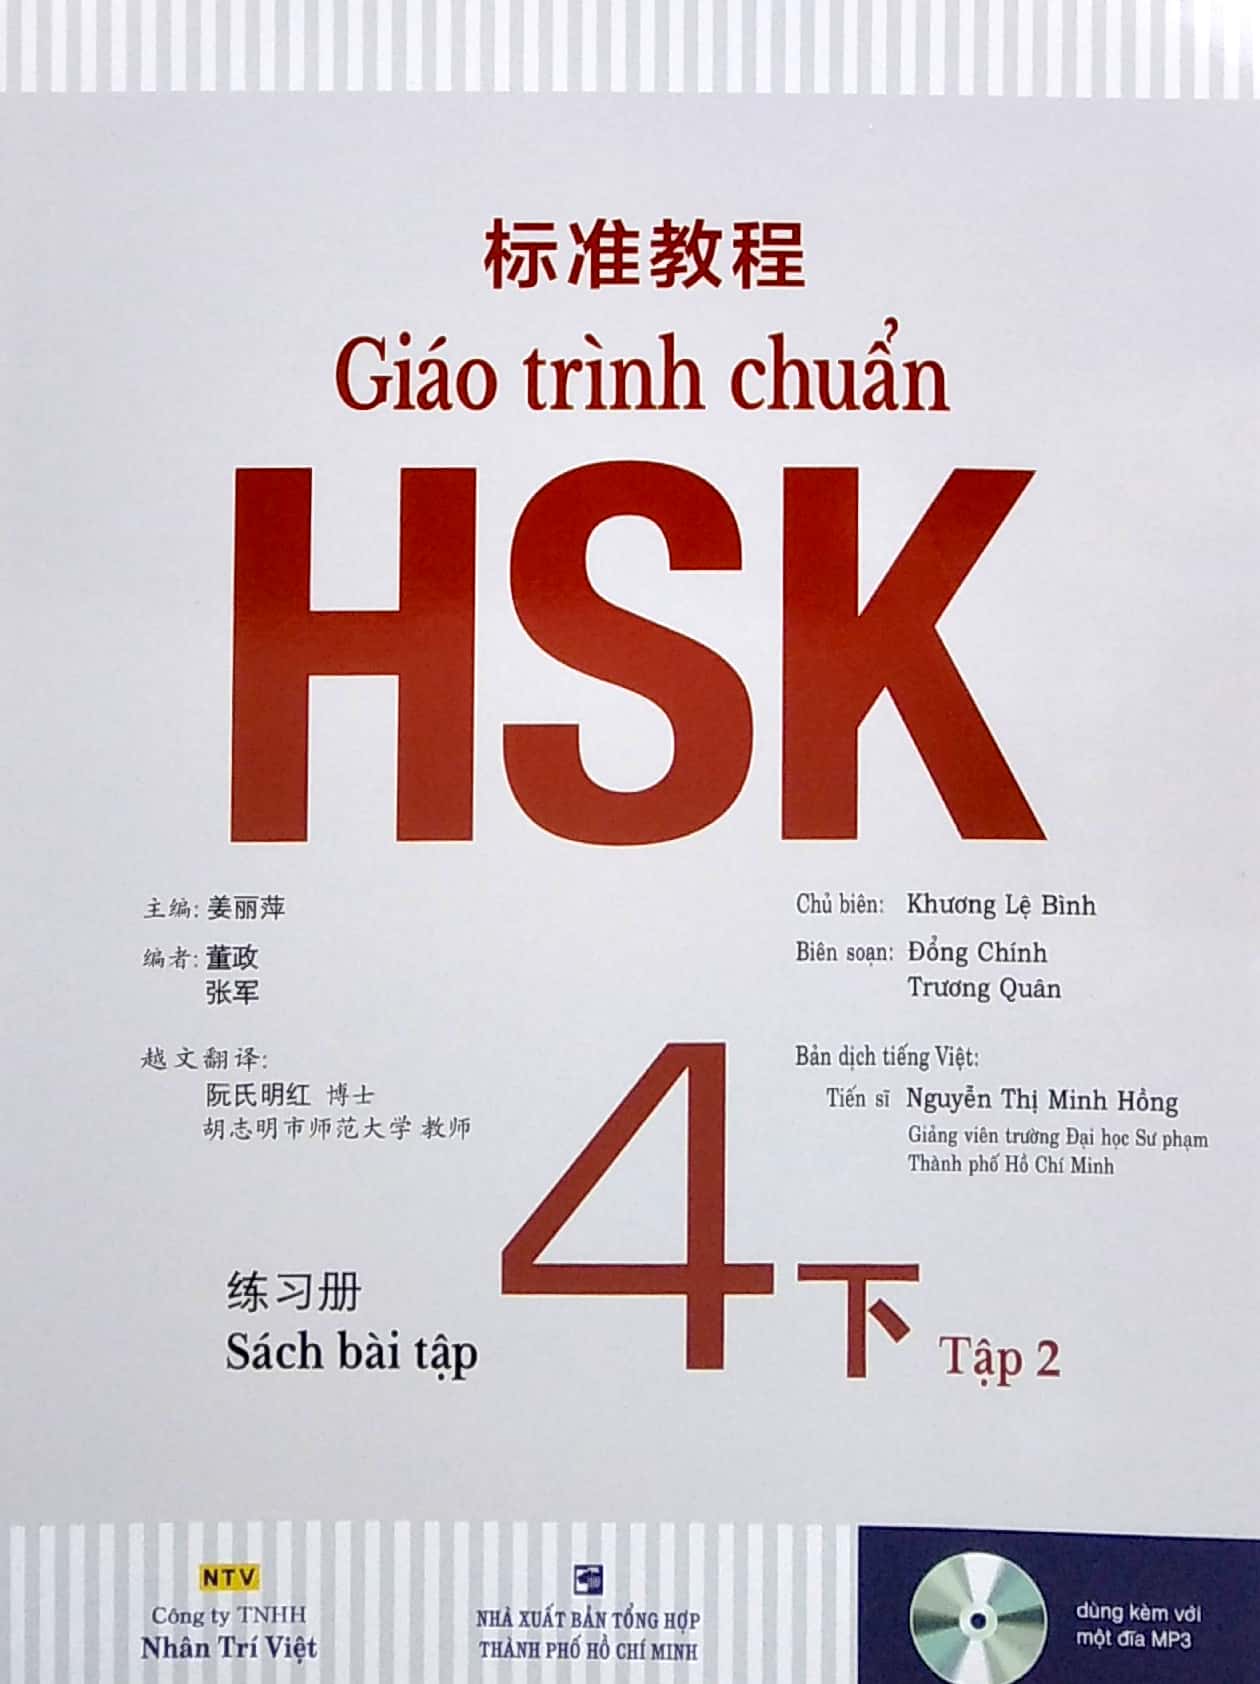 标准教程
Giáo trình chuẩn
HSK
主编: 姜丽萍
编者: 董政
张军
越文翻译:
阮氏明红 博士
胡志明市师范大学 教师
Chủ biên: Khương Lệ Bình
Biên soạn: Đổng Chính
Trương Quân
Bản dịch tiếng Việt:
Tiến sĩ Nguyễn Thị Minh Hồng
Giảng viên trường Đại học Sư phạm
Thành phố Hồ Chí Minh
练习册
Sách bài tập
4下 Tập 2
NTV
Công ty TNHH
Nhân Trí Việt
NHÀ XUẤT BẢN TỔNG HỢP
THÀNH PHỐ HỒ CHÍ MINH
dùng kèm với
một đĩa MP3